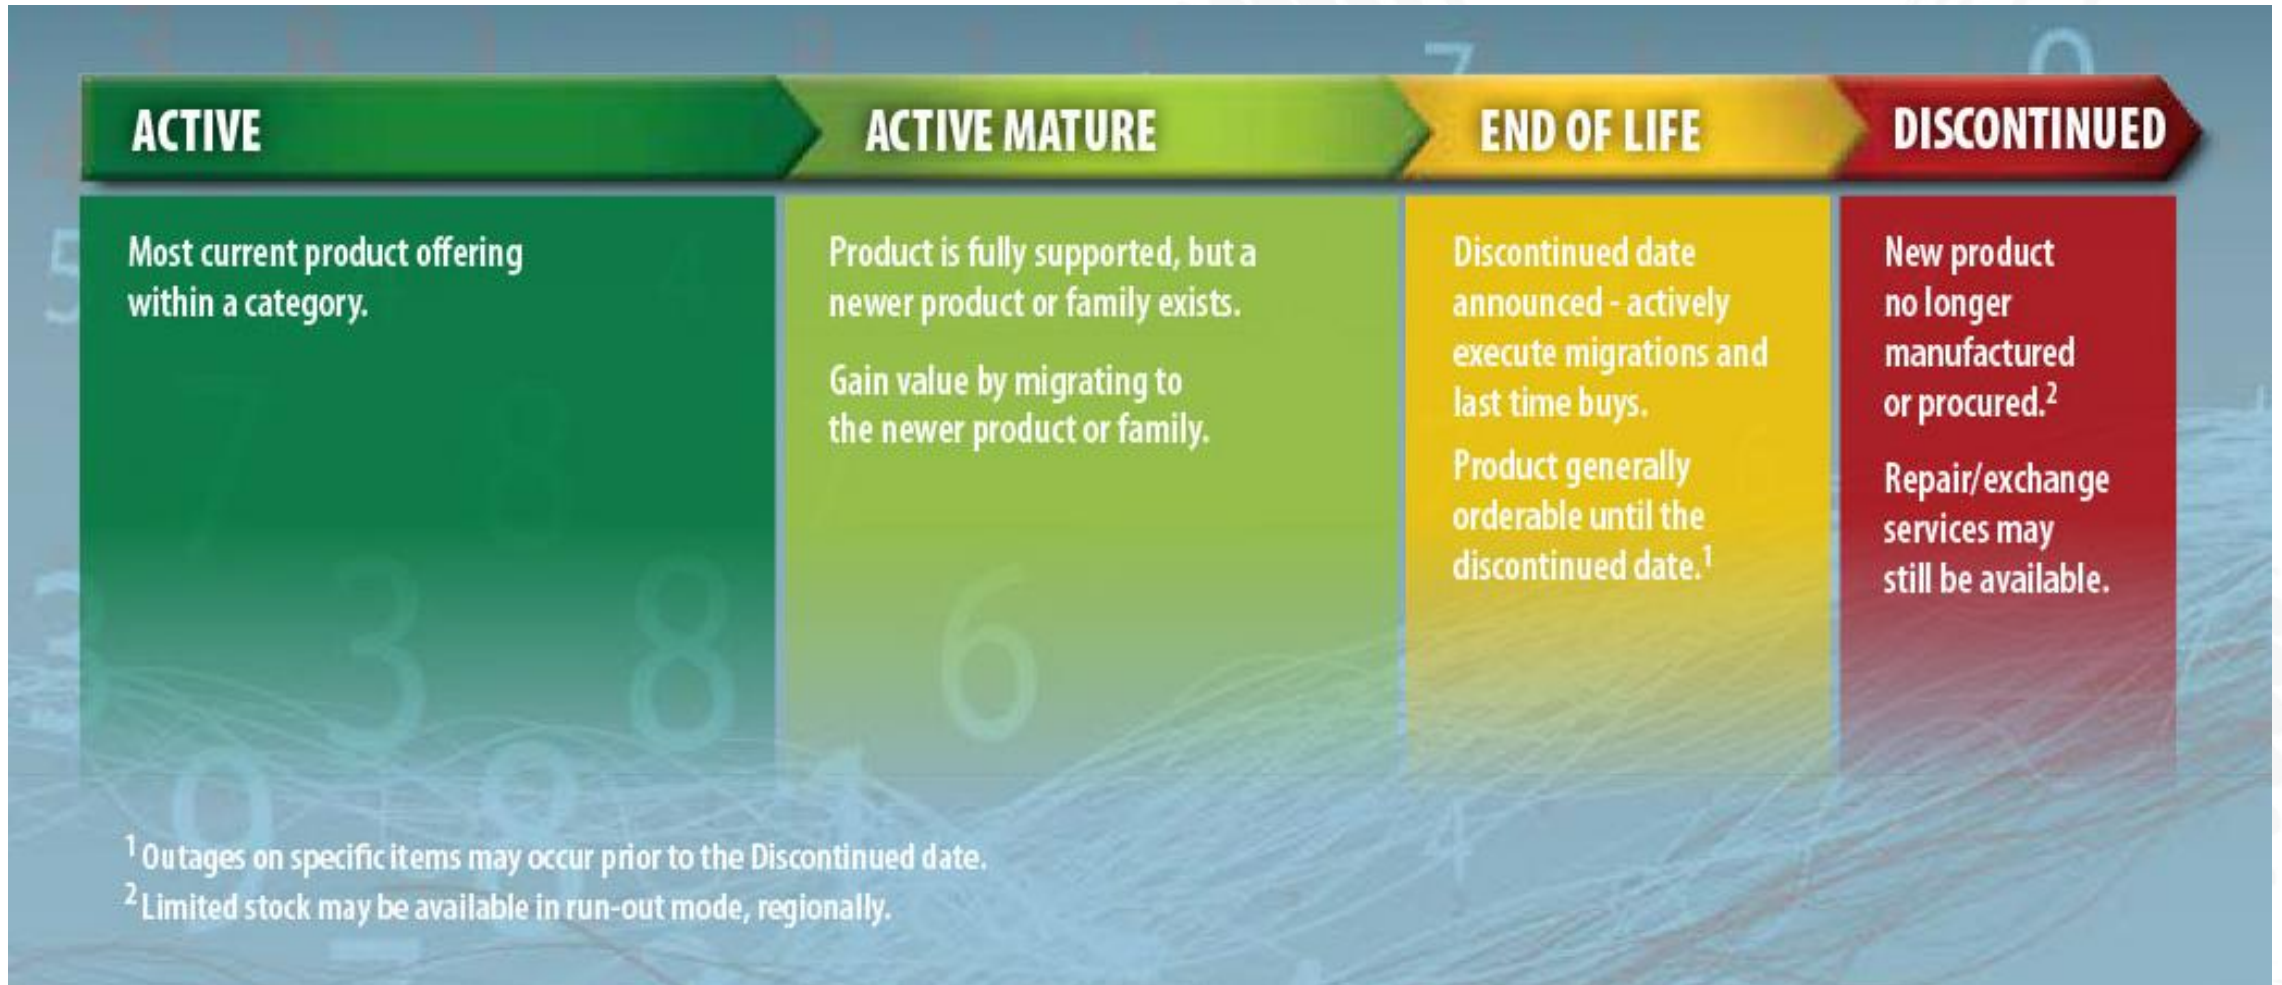 ACTIVE
ACTIVE MATURE
END OF LIFE
DISCONTINUED
Most current product offering
within a category.
Product is fully supported, but a
newer product or family exists.
Gain value by migrating to
the newer product or family.
Discontinued date
announced - actively
execute migrations and
last time buys.
Product generally
orderable until the
discontinued date.¹
New product
no longer
manufactured
or procured.²
Repair/exchange
services may
still be available.
¹ Outages on specific items may occur prior to the Discontinued date.
² Limited stock may be available in run-out mode, regionally.